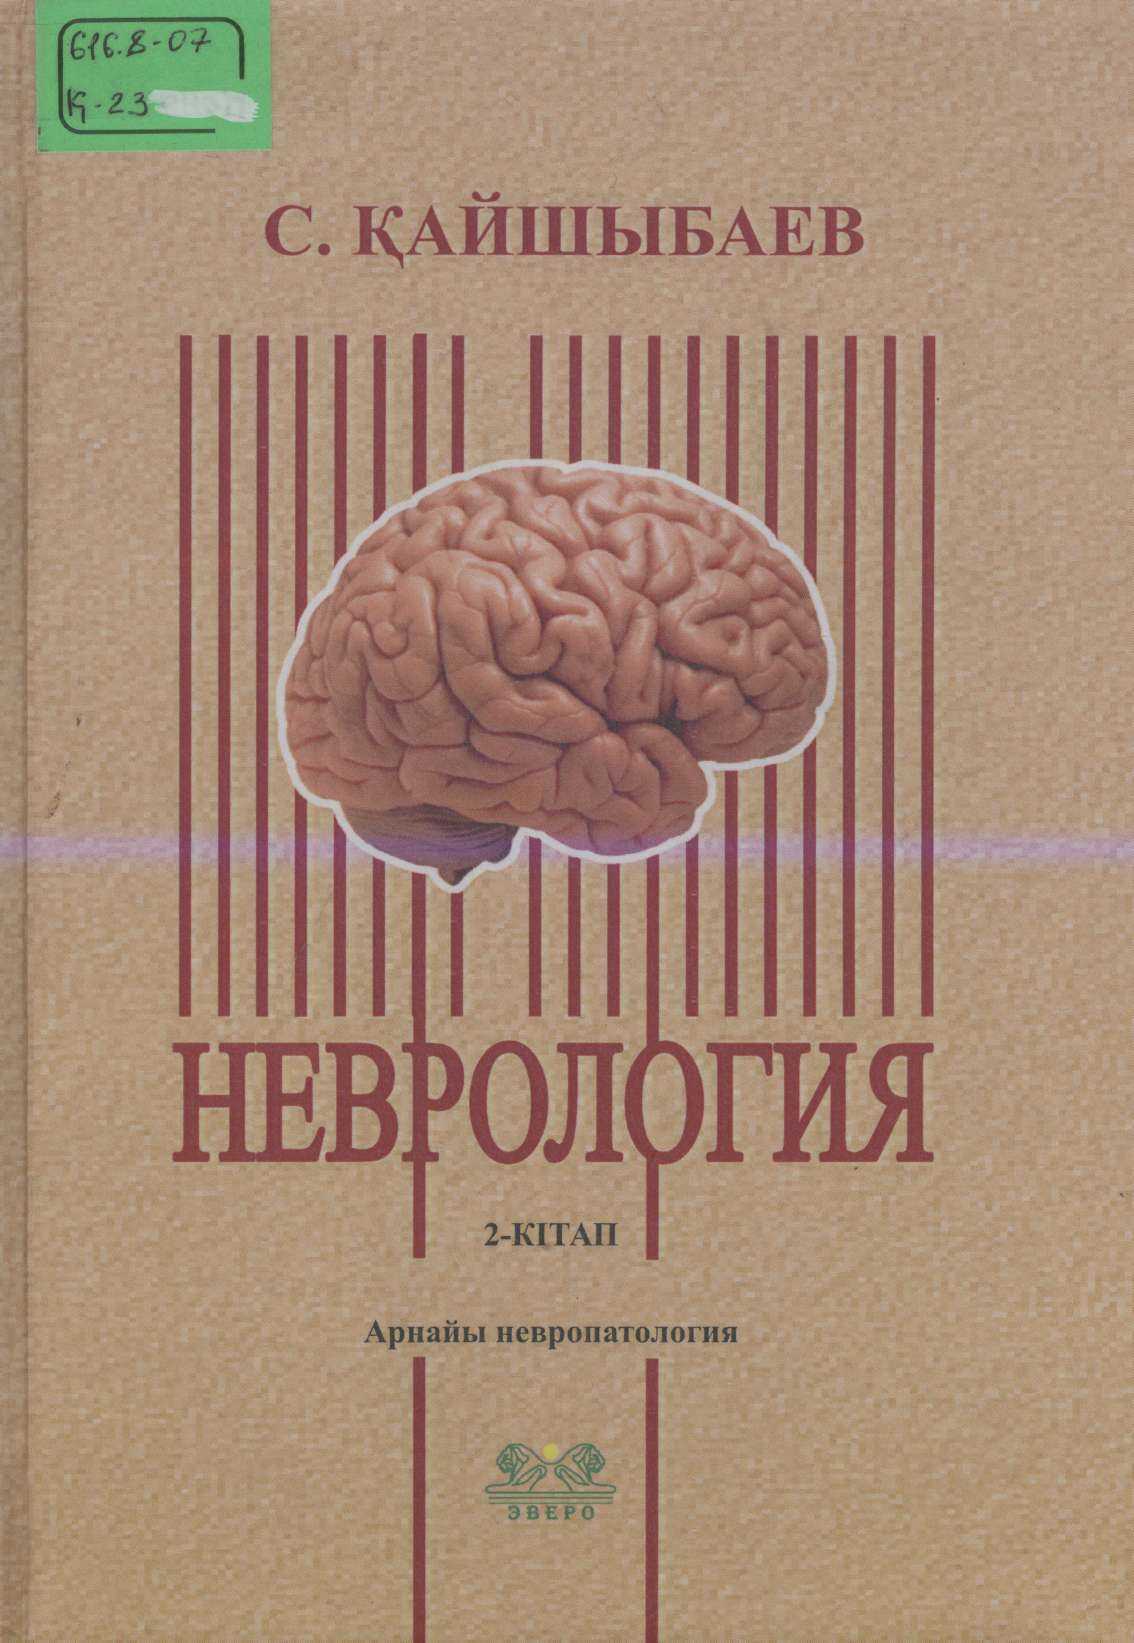 616.8-07
Қ-23
С. ҚАЙШЫБАЕВ
НЕВРОЛОГИЯ
2-КІТАП
Арнайы невропатология
ЭВЕРО